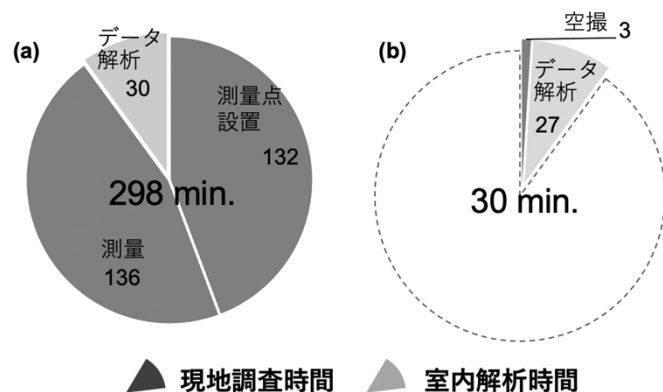 (a)
データ
解析
30
測量点
設置
132
298 min.
測量
136
(b)
空撮 3
データ
解析
27
30 min.
現地調査時間 室内解析時間